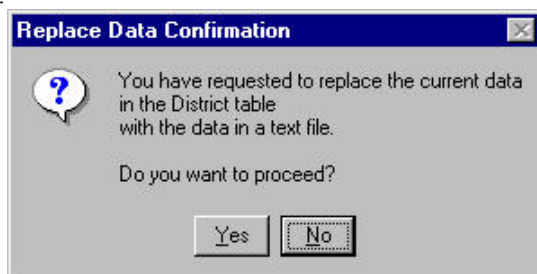 Replace Data Confirmation
You have requested to replace the current data
in the District table
with the data in a text file.
Do you want to proceed?
Yes No